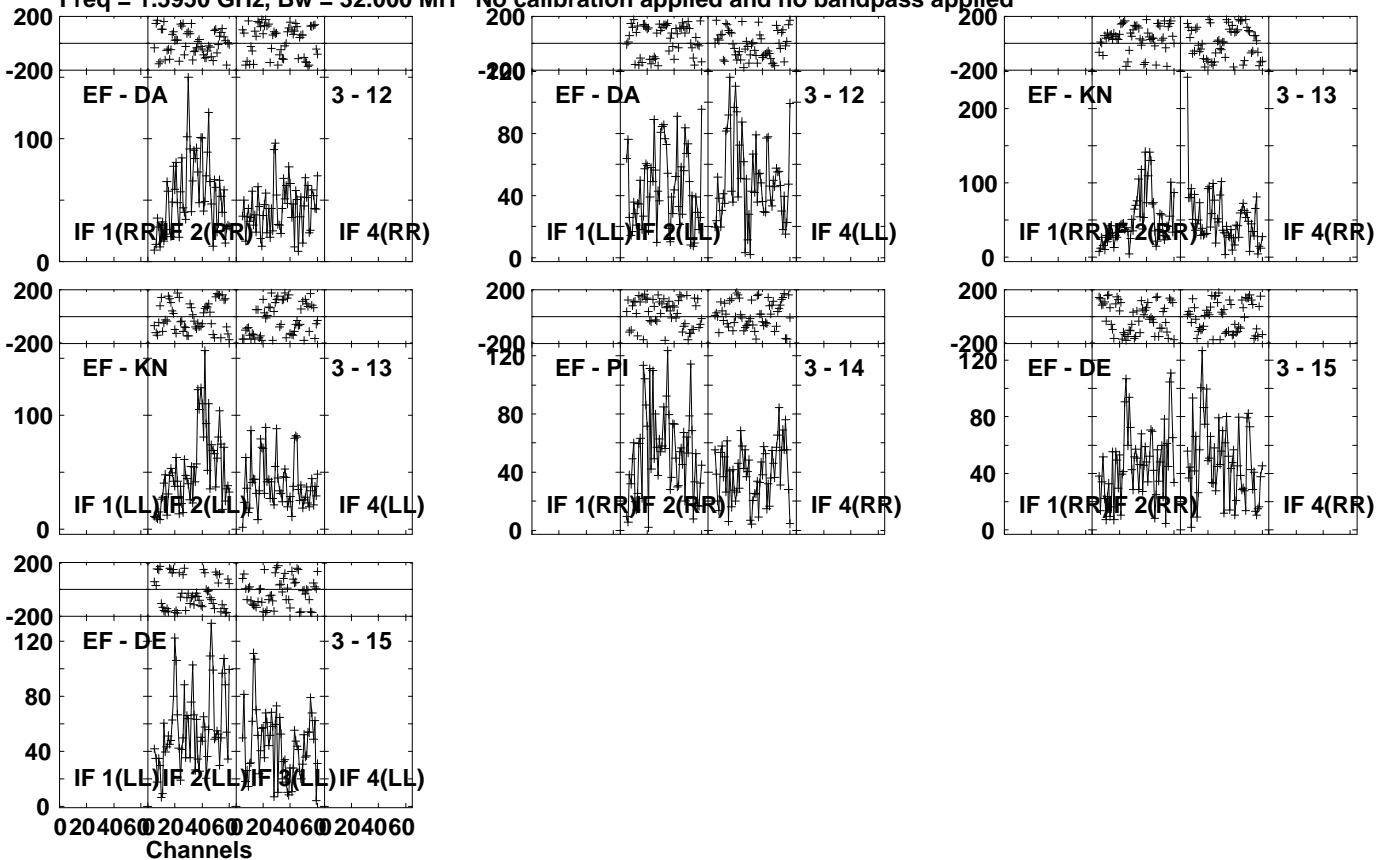 Freq = 1.5950 GHz, Bw = 32.000 MH No calibration applied and no bandpass applied
200
-200
EF - DA 3 - 12
100
IF 1(RR) IF 2(RR) IF 4(RR)
0
200
-200
120
EF - DA 3 - 12
80
40
IF 1(LL) IF 2(LL) IF 4(LL)
0
200
-200
EF - KN 3 - 13
200
100
IF 1(RR) IF 2(RR) IF 4(RR)
0
200
-200
EF - KN 3 - 13
100
IF 1(LL) IF 2(LL) IF 4(LL)
0
200
-200
120
EF - PI 3 - 14
80
40
IF 1(RR) IF 2(RR) IF 4(RR)
0
200
-200
120
EF - DE 3 - 15
80
40
IF 1(RR) IF 2(RR) IF 4(RR)
0
200
-200
EF - DE 3 - 15
120
80
40
IF 1(LL) IF 2(LL) IF 3(LL) IF 4(LL)
0
0 20 40 60 0 20 40 60 0 20 40 60 0 20 40 60
Channels